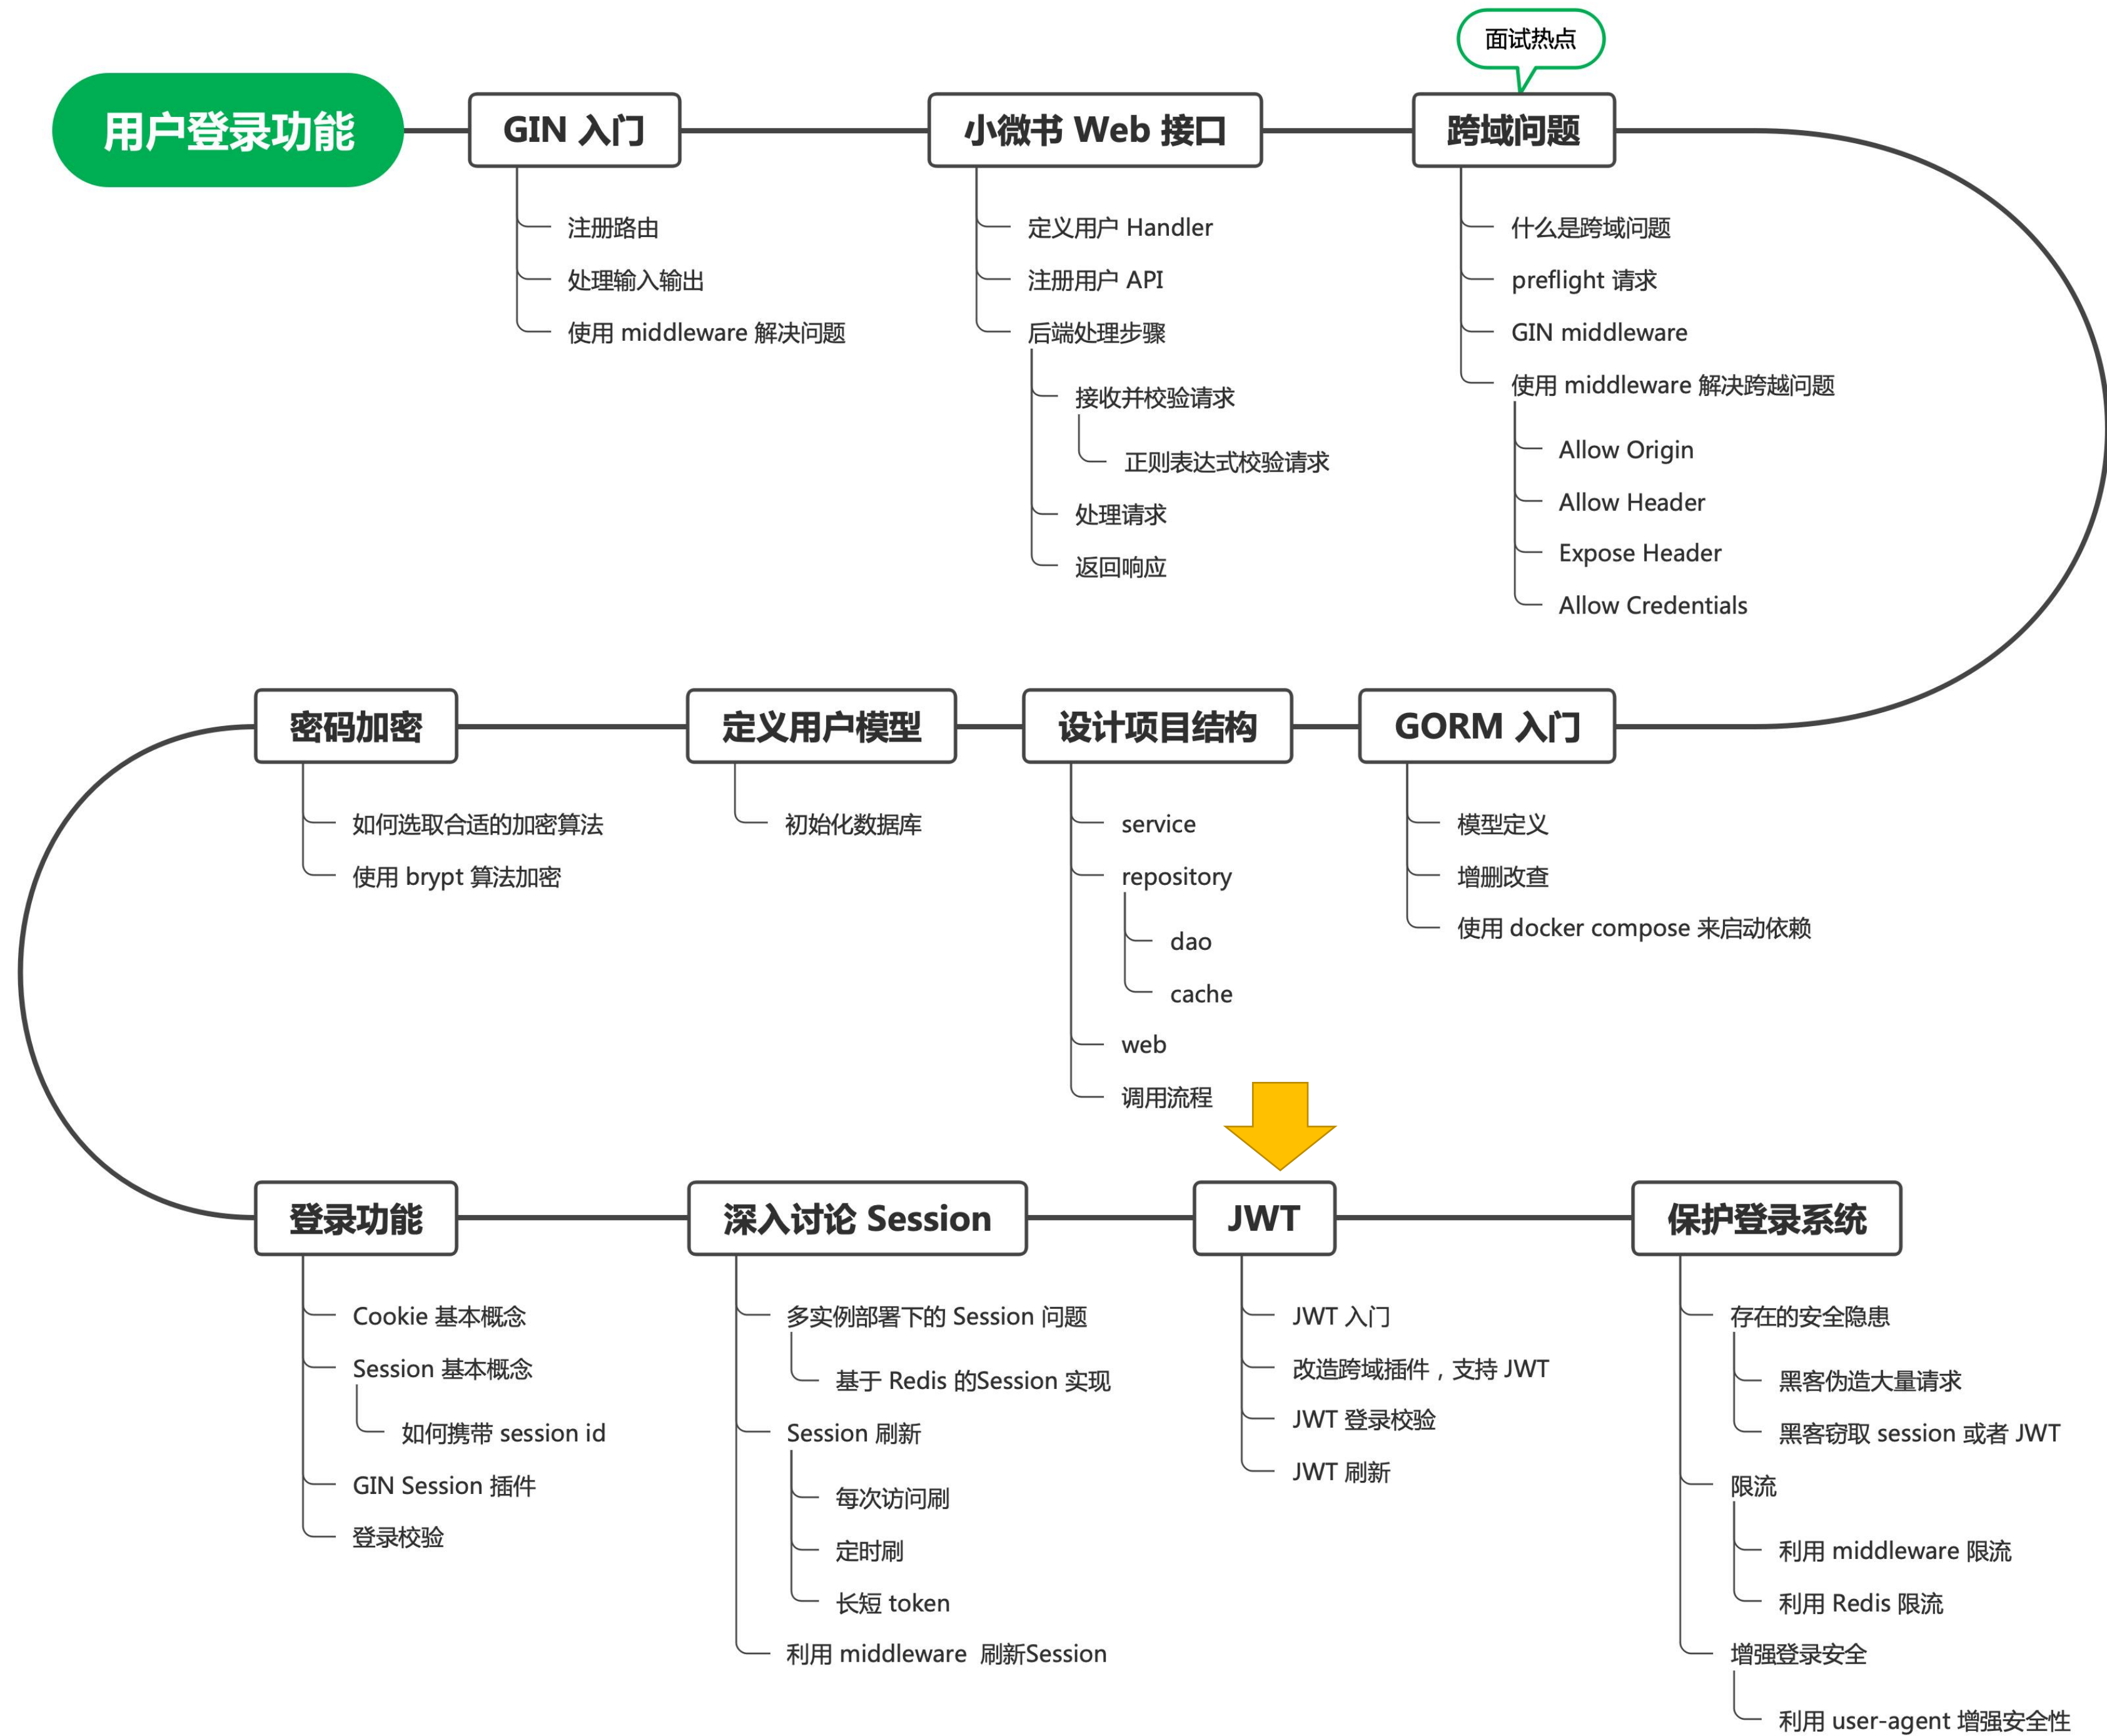 面试热点
用户登录功能
GIN 入门
注册路由
处理输入输出
使用 middleware 解决问题
小微书 Web 接口
定义用户 Handler
注册用户 API
后端处理步骤
接收并校验请求
正则表达式校验请求
处理请求
返回响应
跨域问题
什么是跨域问题
preflight 请求
GIN middleware
使用 middleware 解决跨越问题
Allow Origin
Allow Header
Expose Header
Allow Credentials
GORM 入门
模型定义
增删改查
使用 docker compose 来启动依赖
设计项目结构
service
repository
dao
cache
web
调用流程
定义用户模型
初始化数据库
密码加密
如何选取合适的加密算法
使用 brypt 算法加密
登录功能
Cookie 基本概念
Session 基本概念
如何携带 session id
GIN Session 插件
登录校验
深入讨论 Session
多实例部署下的 Session 问题
基于 Redis 的Session 实现
Session 刷新
每次访问刷
定时刷
长短 token
利用 middleware  刷新Session
JWT
JWT 入门
改造跨域插件，支持 JWT
JWT 登录校验
JWT 刷新
保护登录系统
存在的安全隐患
黑客伪造大量请求
黑客窃取 session 或者 JWT
限流
利用 middleware 限流
利用 Redis 限流
增强登录安全
利用 user-agent 增强安全性